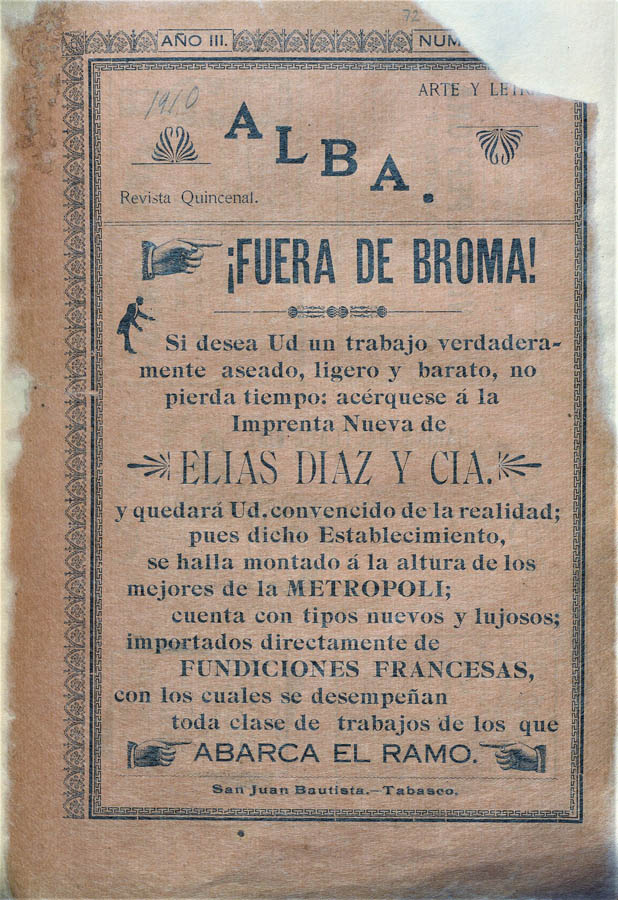 72
AÑO III.
NUM
1910
ARTE Y
ALBA.
Revista Quincenal.
¡FUERA DE BROMA!
Si desea Ud un trabajo verdadera-
mente aseado, ligero y barato, no
pierda tiempo: acérquese á la
Imprenta Nueva de
ELIAS DIAZ Y CIA.
y quedará Ud. convencido de la realidad;
pues dicho Establecimiento,
se halla montado á la altura de los
mejores de la METROPOLI;
cuenta con tipos nuevos y lujosos;
importados directamente de
FUNDICIONES FRANCESAS,
con los cuales se desempeñan
toda clase de trabajos de los que
ABARCA EL RAMO.
San Juan Bautista.—Tabasco.